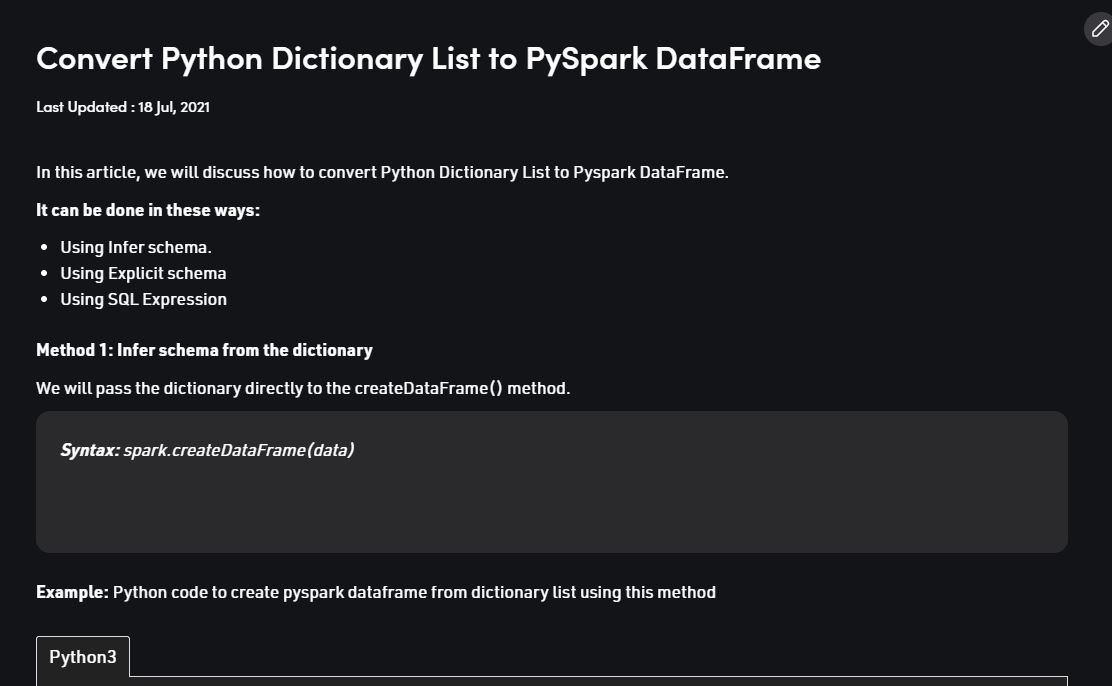 Convert Python Dictionary List to PySpark DataFrame
Last Updated : 18 Jul, 2021
In this article, we will discuss how to convert Python Dictionary List to Pyspark DataFrame.
It can be done in these ways:
Using Infer schema.
Using Explicit schema
Using SQL Expression
Method 1: Infer schema from the dictionary
We will pass the dictionary directly to the createDataFrame() method.
Syntax: spark.createDataFrame(data)
Example: Python code to create pyspark dataframe from dictionary list using this method
Python3